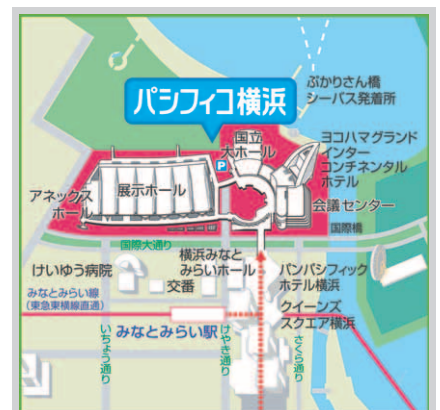 パシフィコ横浜
ぷかりさん橋
シーバス発着所
国立
大ホール
ヨコハマグランド
インター
コンチネンタル
ホテル
P
展示ホール
アネックス
ホール
会議センター
国際大通り
国際橋
けいゆう病院
横浜みなと
みらいホール
交番
パンパシフィック
ホテル横浜
みなとみらい線
(東急東横線直通)
クイーンズ
スクエア横浜
みなとみらい駅
いちょう通り
けやき通り
さくら通り